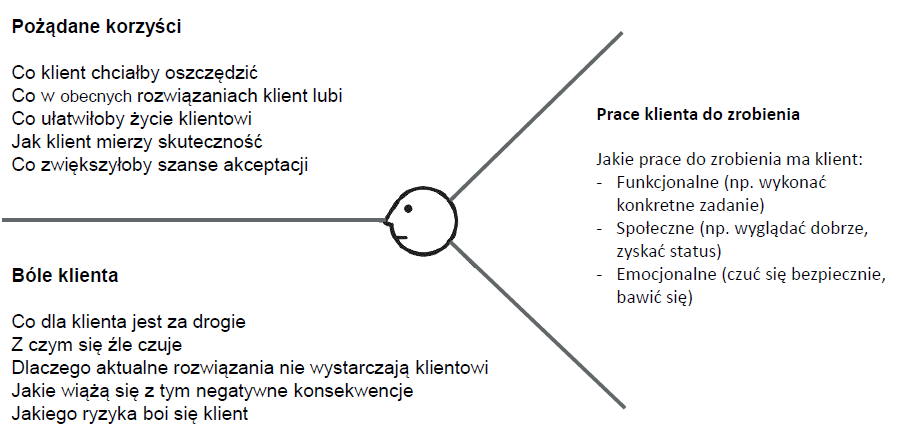 Pożądane korzyści
Co klient chciałby oszczędzić
Co w obecnych rozwiązaniach klient lubi
Co ułatwiłoby życie klientowi
Jak klient mierzy skuteczność
Co zwiększyłoby szanse akceptacji
Bóle klienta
Co dla klienta jest za drogie
Z czym się źle czuje
Dlaczego aktualne rozwiązania nie wystarczają klientowi
Jakie wiążą się z tym negatywne konsekwencje
Jakiego ryzyka boi się klient
Prace klienta do zrobienia
Jakie prace do zrobienia ma klient:
- Funkcjonalne (np. wykonać
konkretne zadanie)
- Społeczne (np. wyglądać dobrze,
zyskać status)
- Emocjonalne (czuć się bezpiecznie,
bawić się)